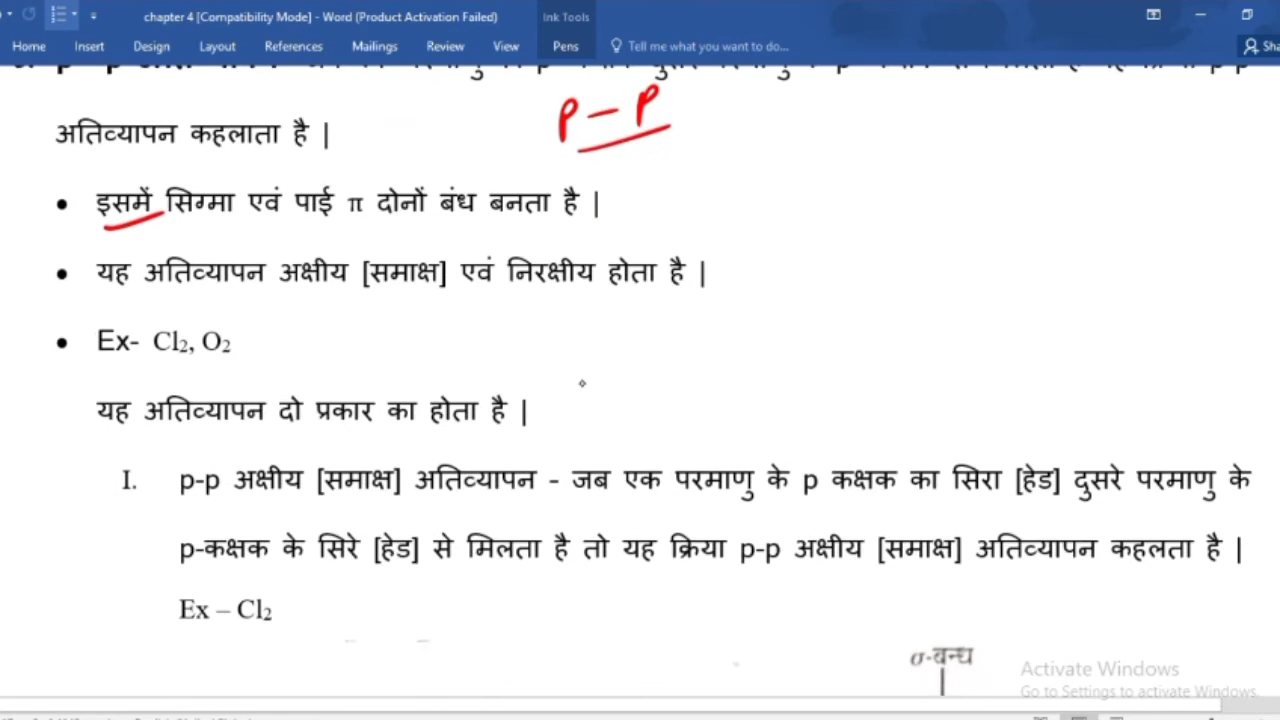 chapter 4 [Compatibility Mode] - Word (Product Activation Failed)
Ink Tools
Home Insert Design Layout References Mailings Review View Pens Tell me what you want to do... Sha
p – p
अतिव्यापन कहलाता है |
• इसमें सिग्मा एवं पाई π दोनों बंध बनता है |
• यह अतिव्यापन अक्षीय [समाक्ष] एवं निरक्षीय होता है |
• Ex- Cl₂, O₂
यह अतिव्यापन दो प्रकार का होता है |
I. p-p अक्षीय [समाक्ष] अतिव्यापन - जब एक परमाणु के p कक्षक का सिरा [हेड] दुसरे परमाणु के
p-कक्षक के सिरे [हेड] से मिलता है तो यह क्रिया p-p अक्षीय [समाक्ष] अतिव्यापन कहलता है |
Ex – Cl₂
σ-बन्ध
Activate Windows
Go to Settings to activate Windows.